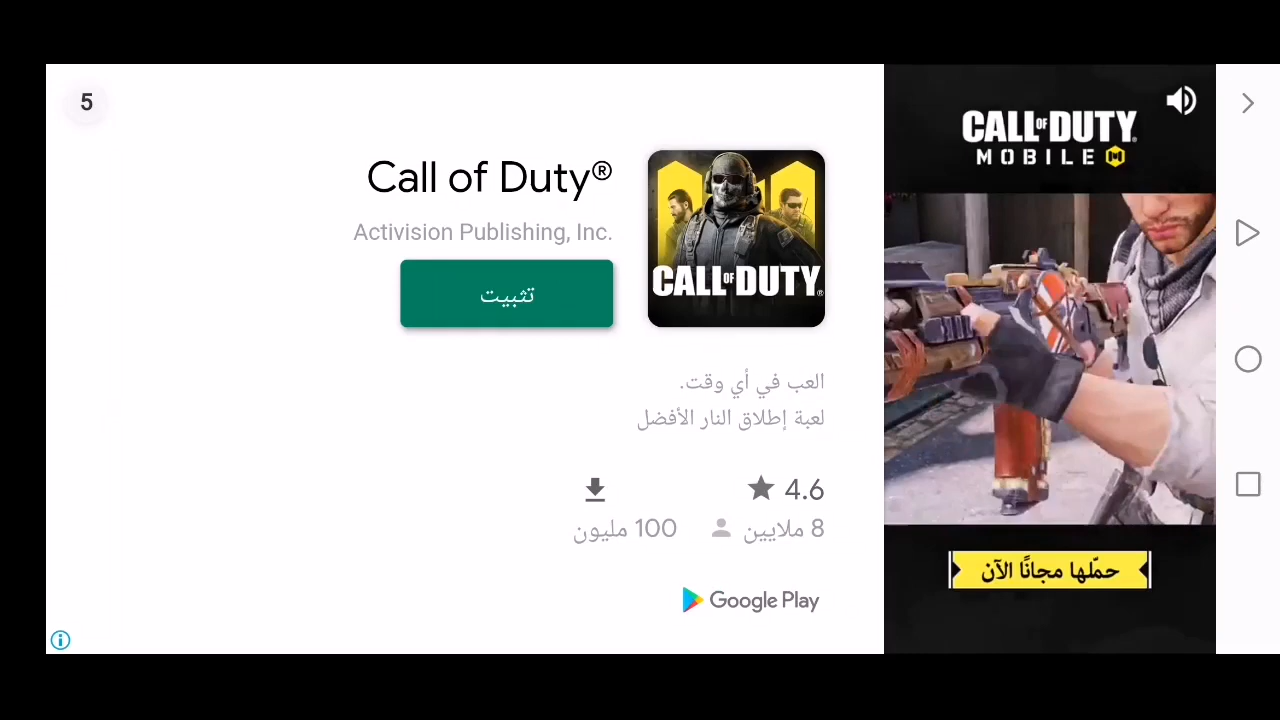 5
Call of Duty®
Activision Publishing, Inc.
تثبيت
CALL OF DUTY®
العب في أي وقت.
لعبة إطلاق النار الأفضل
4.6
8 ملايين
100 مليون
Google Play
CALL OF DUTY®
MOBILE
حمّلها مجانًا الآن